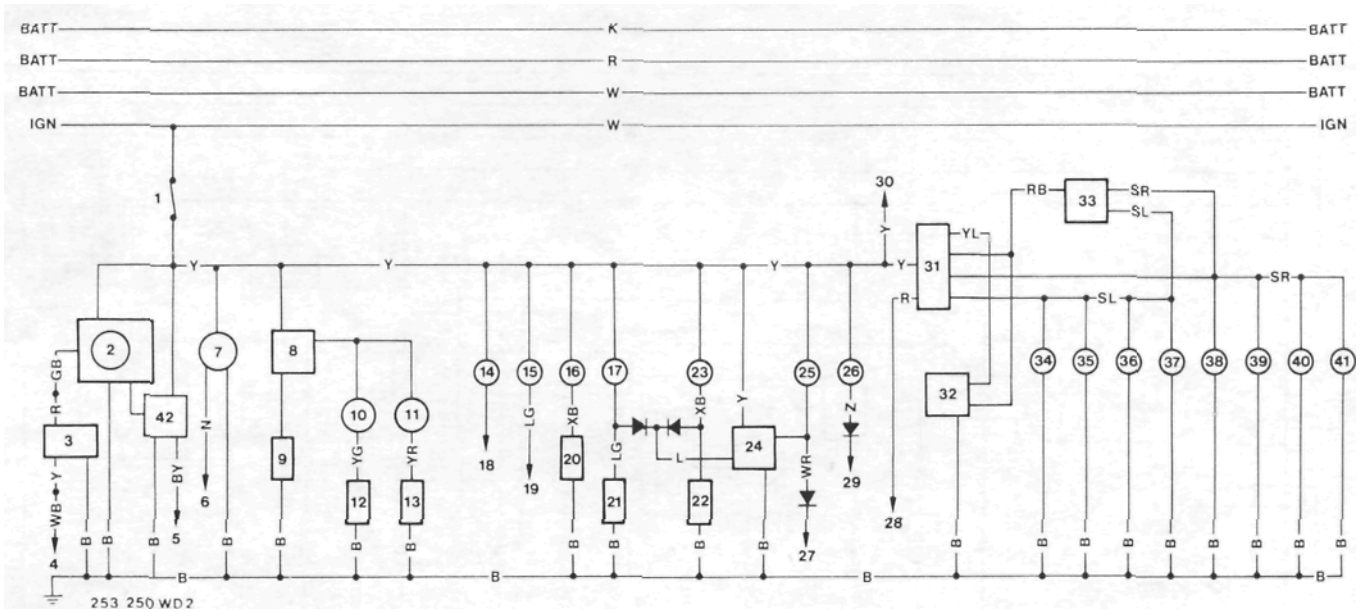 BATT K BATT
BATT R BATT
BATT W BATT
IGN W IGN
1
30
RB 33 SR
SL
Y
YL
Y Y Y Y 31
SR
R
SL
2
7
8
GB
14 15 16 17 23 25 26
34 35 36 37 38 39 40 41
32
42
10 11
R
N
LG XB XB Y Z
3
24
YG YR
LG L WR
BY
9
18
20
29
Y
6
12 13
19
21 22
WB
28
5
27
B B B B B B B B B B B B B B B B B B B
4
B B B
253 250 WD2